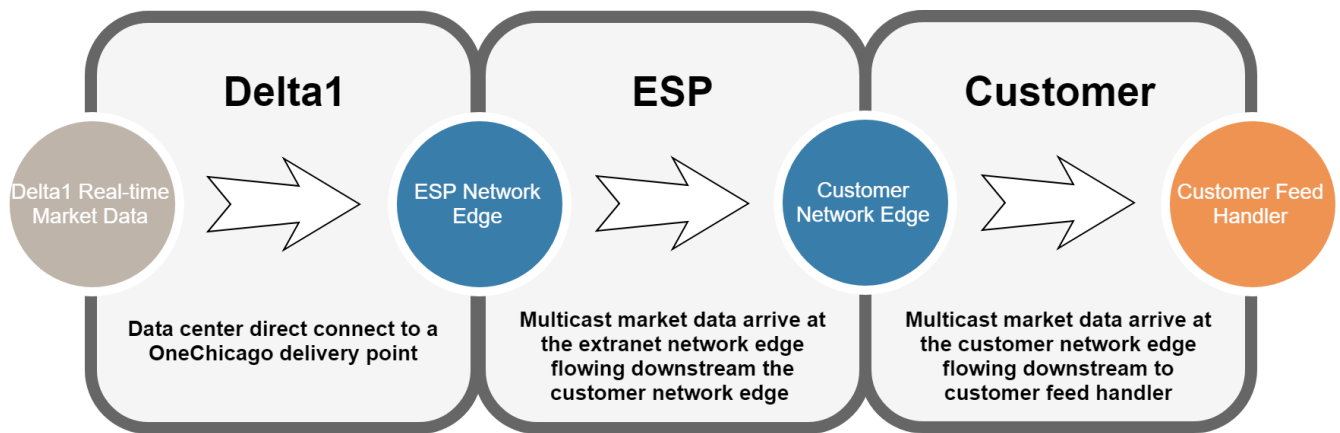 Delta1
ESP
Customer
Delta1 Real-time
Market Data
ESP Network
Edge
Customer
Network Edge
Customer Feed
Handler
Data center direct connect to a
OneChicago delivery point
Multicast market data arrive at
the extranet network edge
flowing downstream the
customer network edge
Multicast market data arrive at
the customer network edge
flowing downstream to
customer feed handler